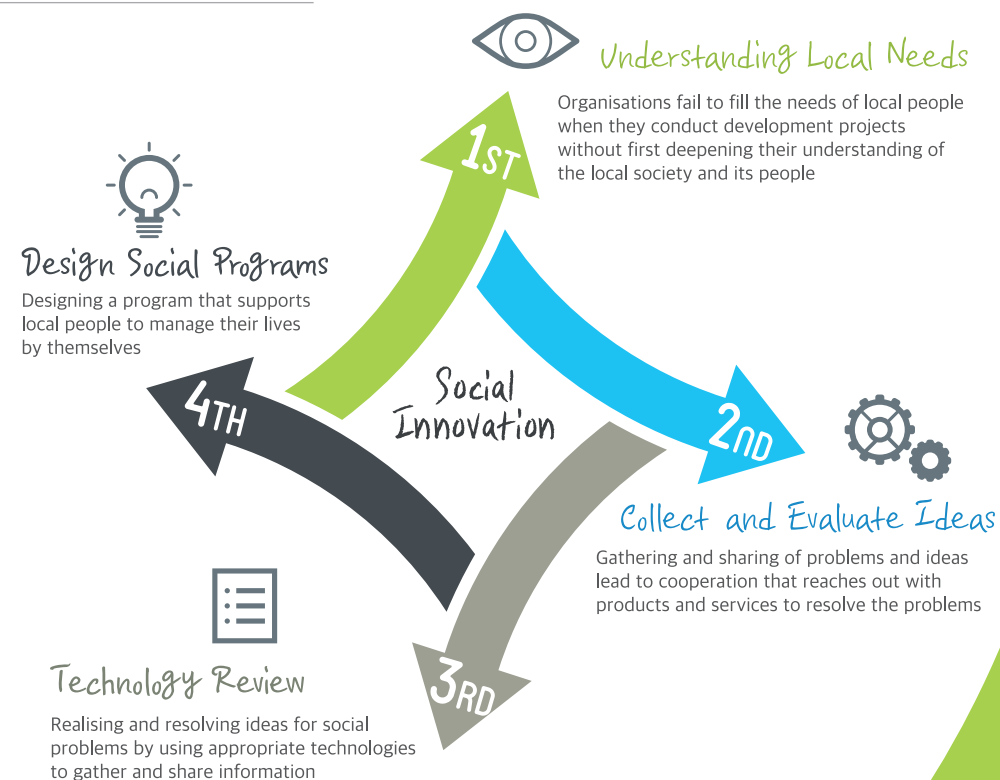 Understanding Local Needs
Organisations fail to fill the needs of local people
when they conduct development projects
without first deepening their understanding of
the local society and its people
1ST
Design Social Programs
Designing a program that supports
local people to manage their lives
by themselves
4TH
Social
Innovation
2ND
Collect and Evaluate Ideas
Gathering and sharing of problems and ideas
lead to cooperation that reaches out with
products and services to resolve the problems
3RD
Technology Review
Realising and resolving ideas for social
problems by using appropriate technologies
to gather and share information